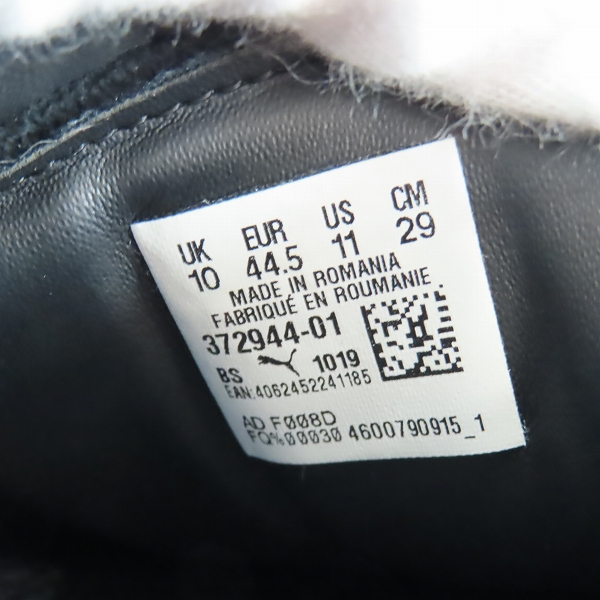 UK EUR US CM
10 44.5 11 29
MADE IN ROMANIA
FABRIQUÉ EN ROUMANIE
372944-01
BS 1019
EAN:4062452241185
AD F008D
FQ%00030 4600790915_1